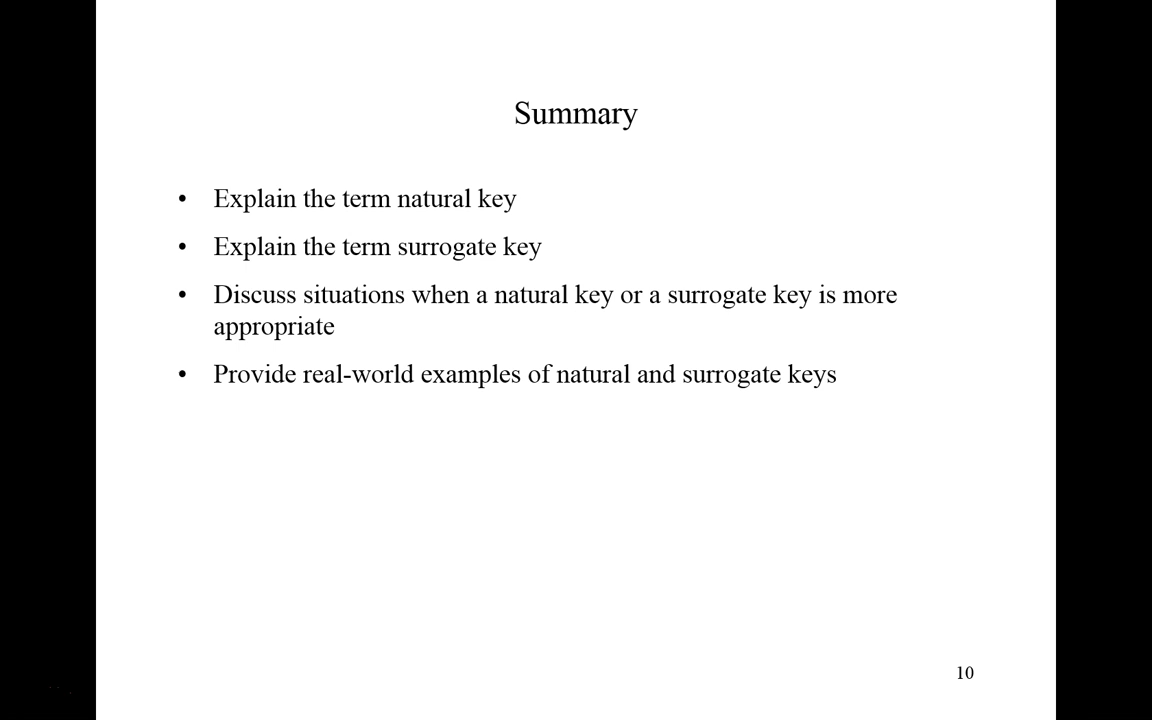 Summary
• Explain the term natural key
• Explain the term surrogate key
• Discuss situations when a natural key or a surrogate key is more
appropriate
• Provide real-world examples of natural and surrogate keys
10